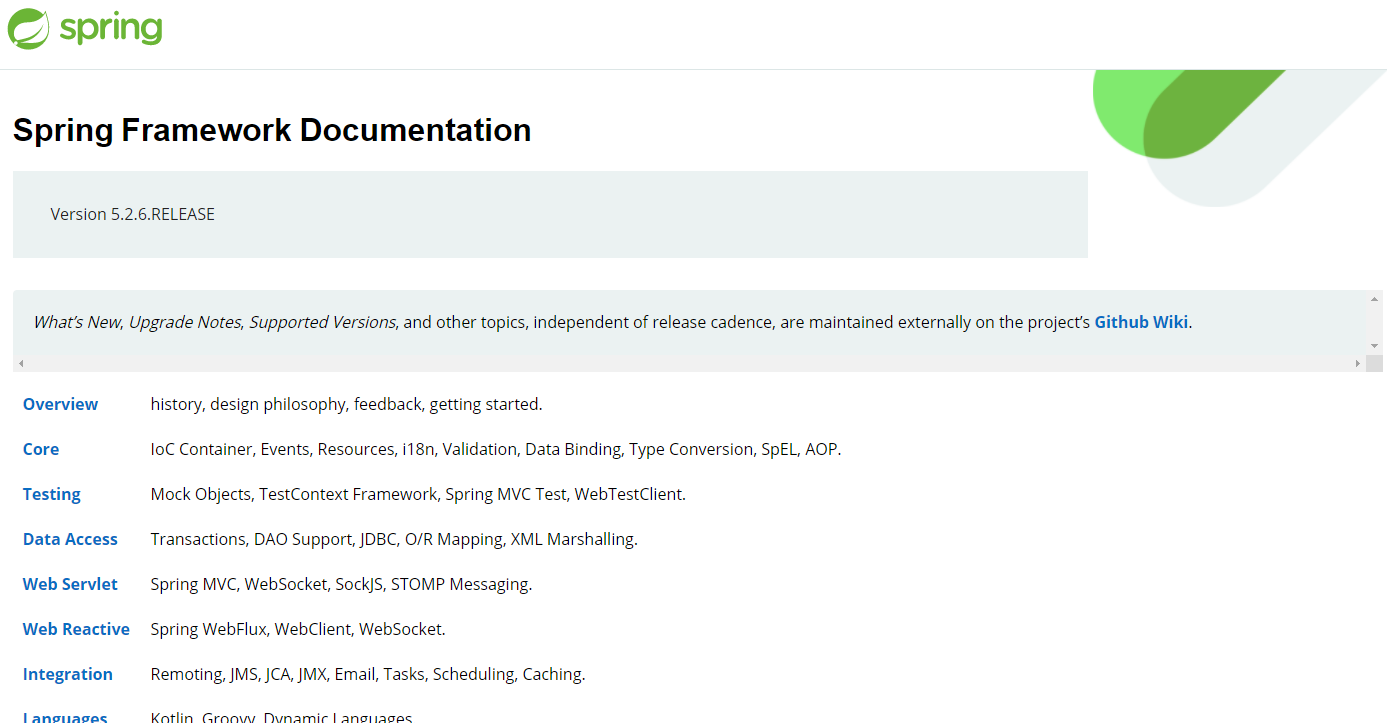 spring
Spring Framework Documentation
Version 5.2.6.RELEASE
What's New, Upgrade Notes, Supported Versions, and other topics, independent of release cadence, are maintained externally on the project's Github Wiki.
Overview history, design philosophy, feedback, getting started.
Core IoC Container, Events, Resources, i18n, Validation, Data Binding, Type Conversion, SpEL, AOP.
Testing Mock Objects, TestContext Framework, Spring MVC Test, WebTestClient.
Data Access Transactions, DAO Support, JDBC, O/R Mapping, XML Marshalling.
Web Servlet Spring MVC, WebSocket, SockJS, STOMP Messaging.
Web Reactive Spring WebFlux, WebClient, WebSocket.
Integration Remoting, JMS, JCA, JMX, Email, Tasks, Scheduling, Caching.
Languages Kotlin, Groovy, Dynamic Languages